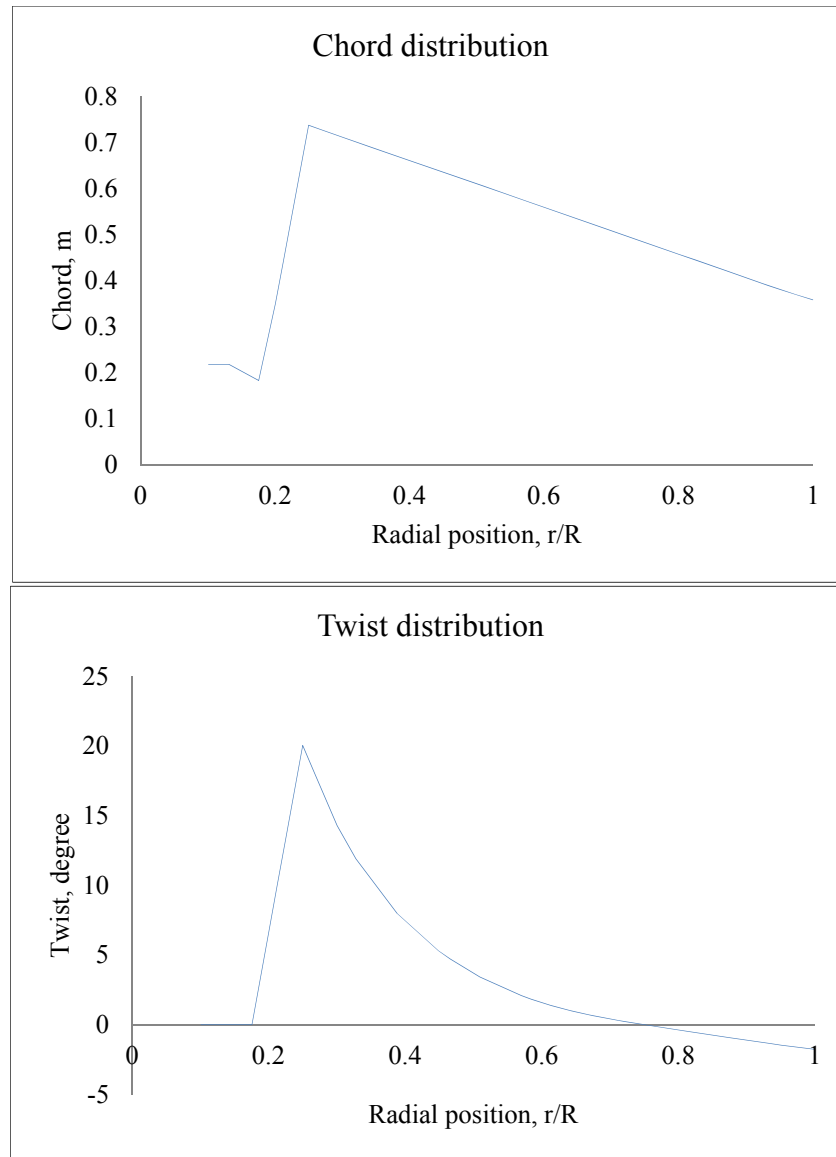 Chord distribution
0.8
0.7
0.6
0.5
0.4
0.3
0.2
0.1
0
Chord, m
0 0.2 0.4 0.6 0.8 1
Radial position, r/R
Twist distribution
25
20
15
10
5
0
-5
Twist, degree
0 0.2 0.4 0.6 0.8 1
Radial position, r/R